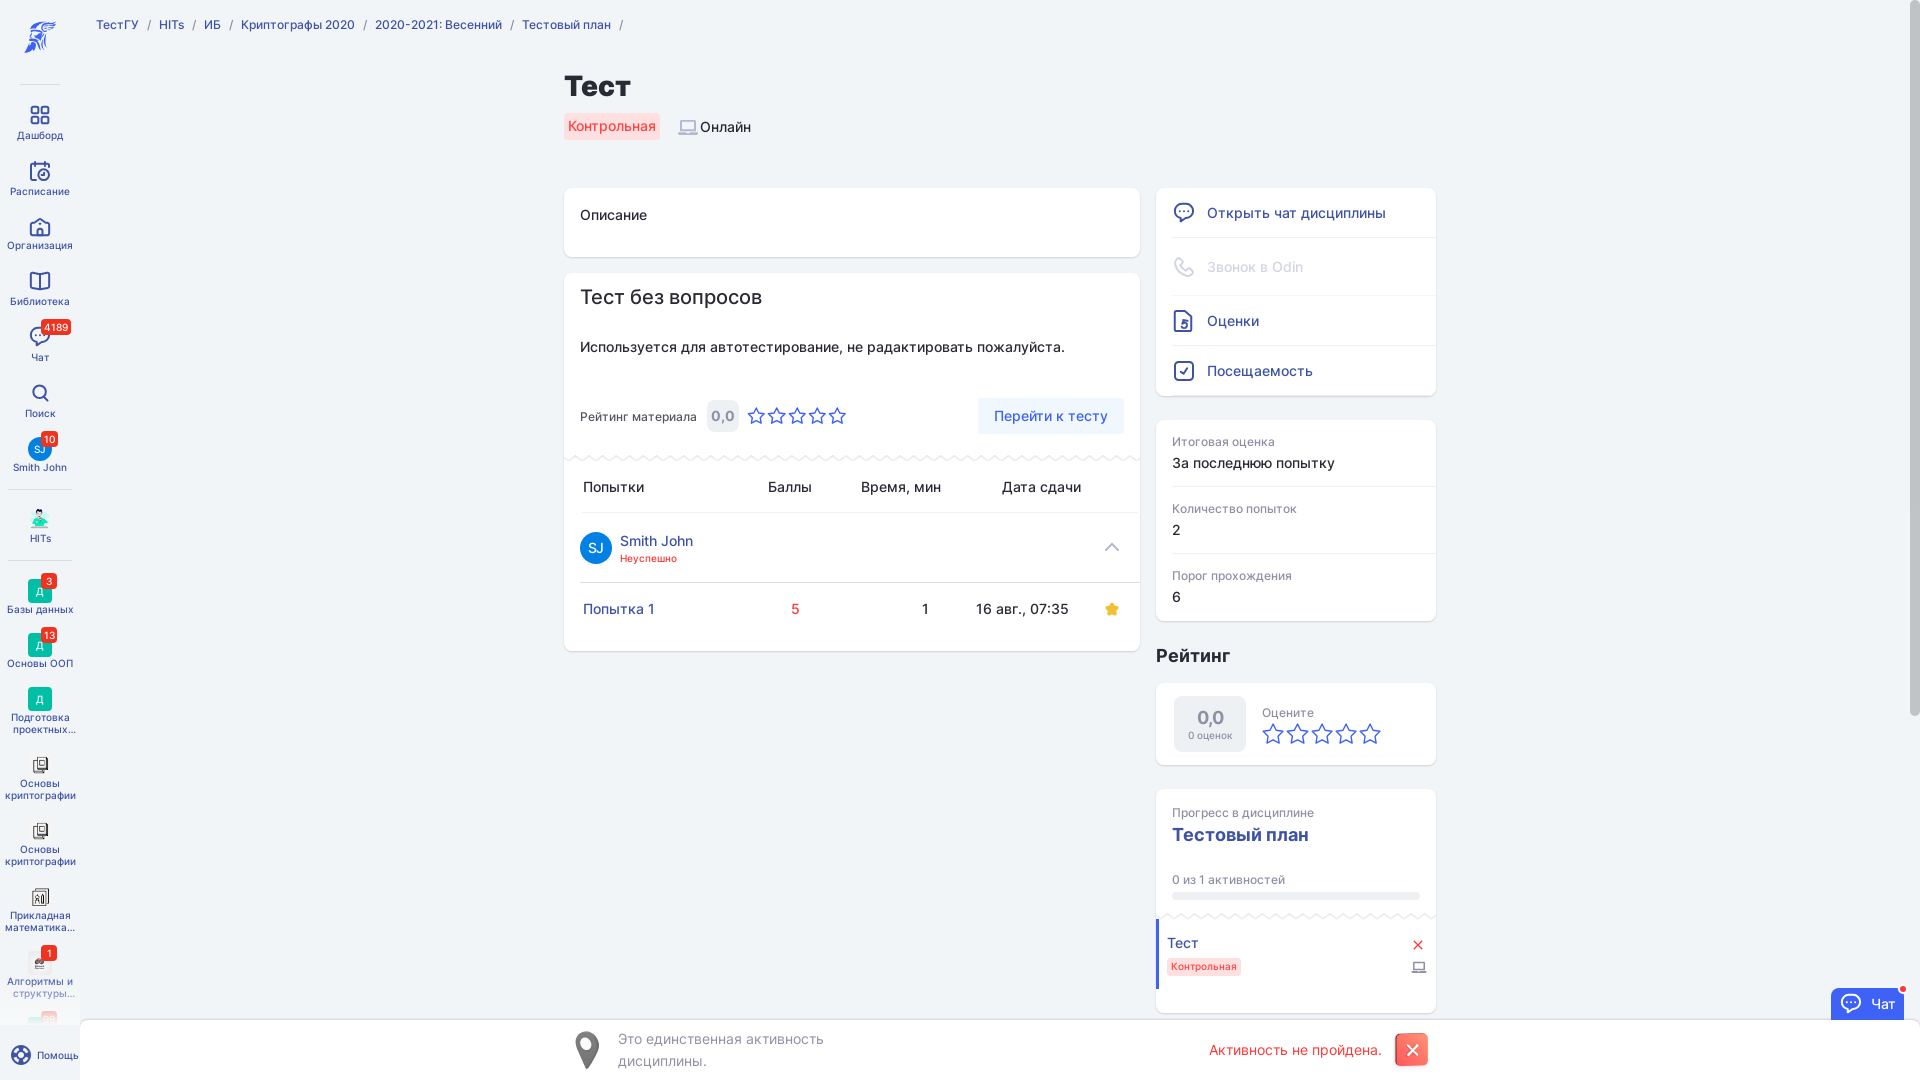 ТестГУ / HITs / ИБ / Криптографы 2020 / 2020-2021: Весенний / Тестовый план /
Дашборд
Расписание
Организация
Библиотека
4189
Чат
Поиск
10
SJ
Smith John
HITs
3
Д
Базы данных
13
Д
Основы ООП
Д
Подготовка
проектных...
Основы
криптографии
Основы
криптографии
Прикладная
математика...
1
Алгоритмы и
структуры...
Помощь
Тест
Контрольная
Онлайн
Описание
Тест без вопросов
Используется для автотестирование, не радактировать пожалуйста.
Рейтинг материала 0,0
Перейти к тесту
Попытки Баллы Время, мин Дата сдачи
SJ
Smith John
Неуспешно
Попытка 1 5 1 16 авг., 07:35
Открыть чат дисциплины
Звонок в Odin
Оценки
Посещаемость
Итоговая оценка
За последнюю попытку
Количество попыток
2
Порог прохождения
6
Рейтинг
0,0
0 оценок
Оцените
Прогресс в дисциплине
Тестовый план
0 из 1 активностей
Тест
Контрольная
Чат
Это единственная активность
дисциплины.
Активность не пройдена.